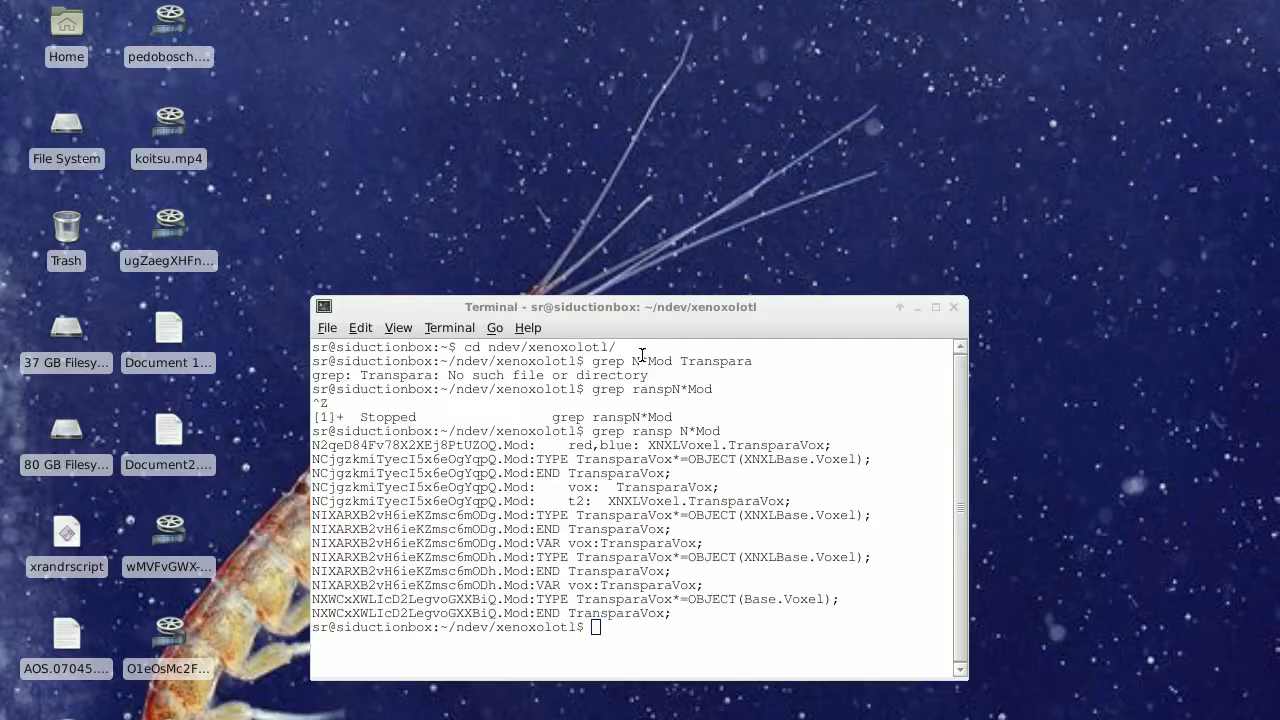 Home
pedobosch....
File System
koitsu.mp4
Trash
ugZaegXHFn...
37 GB Filesy...
Document 1...
80 GB Filesy...
Document2....
xrandrscript
wMVFvGWX-...
AOS.07045....
O1eOsMc2F...
Terminal - sr@siductionbox: ~/ndev/xenoxolotl
File Edit View Terminal Go Help
sr@siductionbox:~$ cd ndev/xenoxolotl/
sr@siductionbox:~/ndev/xenoxolotl$ grep N*Mod Transpara
grep: Transpara: No such file or directory
sr@siductionbox:~/ndev/xenoxolotl$ grep ranspN*Mod
^Z
[1]+  Stopped                 grep ranspN*Mod
sr@siductionbox:~/ndev/xenoxolotl$ grep ransp N*Mod
N2qeD84Fv78X2XE18PtUZOQ.Mod:    red,blue: XNXLVoxel.TransparaVox;
NCjgzkmiTyecI5x6eOgYqpQ.Mod:TYPE TransparaVox*=OBJECT(XNXLBase.Voxel);
NCjgzkmiTyecI5x6eOgYqpQ.Mod:END TransparaVox;
NCjgzkmiTyecI5x6eOgYqpQ.Mod:    vox:  TransparaVox;
NCjgzkmiTyecI5x6eOgYqpQ.Mod:    t2:  XNXLVoxel.TransparaVox;
NIXARXB2vH6ieKZmsc6mODg.Mod:TYPE TransparaVox*=OBJECT(XNXLBase.Voxel);
NIXARXB2vH6ieKZmsc6mODg.Mod:END TransparaVox;
NIXARXB2vH6ieKZmsc6mODg.Mod:VAR vox:TransparaVox;
NIXARXB2vH6ieKZmsc6mODh.Mod:TYPE TransparaVox*=OBJECT(XNXLBase.Voxel);
NIXARXB2vH6ieKZmsc6mODh.Mod:END TransparaVox;
NIXARXB2vH6ieKZmsc6mODh.Mod:VAR vox:TransparaVox;
NXWCxXWLIcD2LegvoGXXBiQ.Mod:TYPE TransparaVox*=OBJECT(Base.Voxel);
NXWCxXWLIcD2LegvoGXXBiQ.Mod:END TransparaVox;
sr@siductionbox:~/ndev/xenoxolotl$